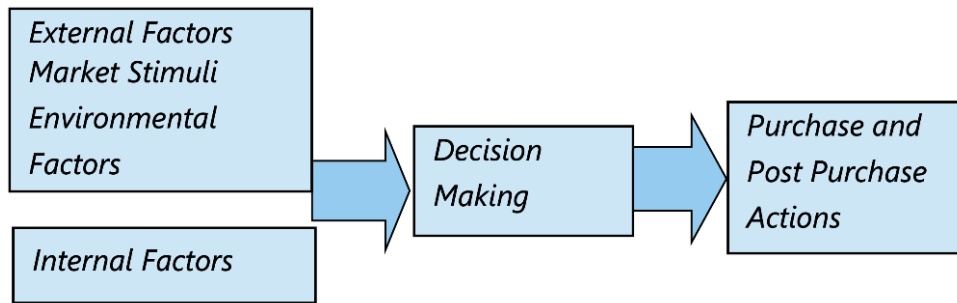 External Factors
Market Stimuli
Environmental
Factors
Internal Factors
Decision
Making
Purchase and
Post Purchase
Actions